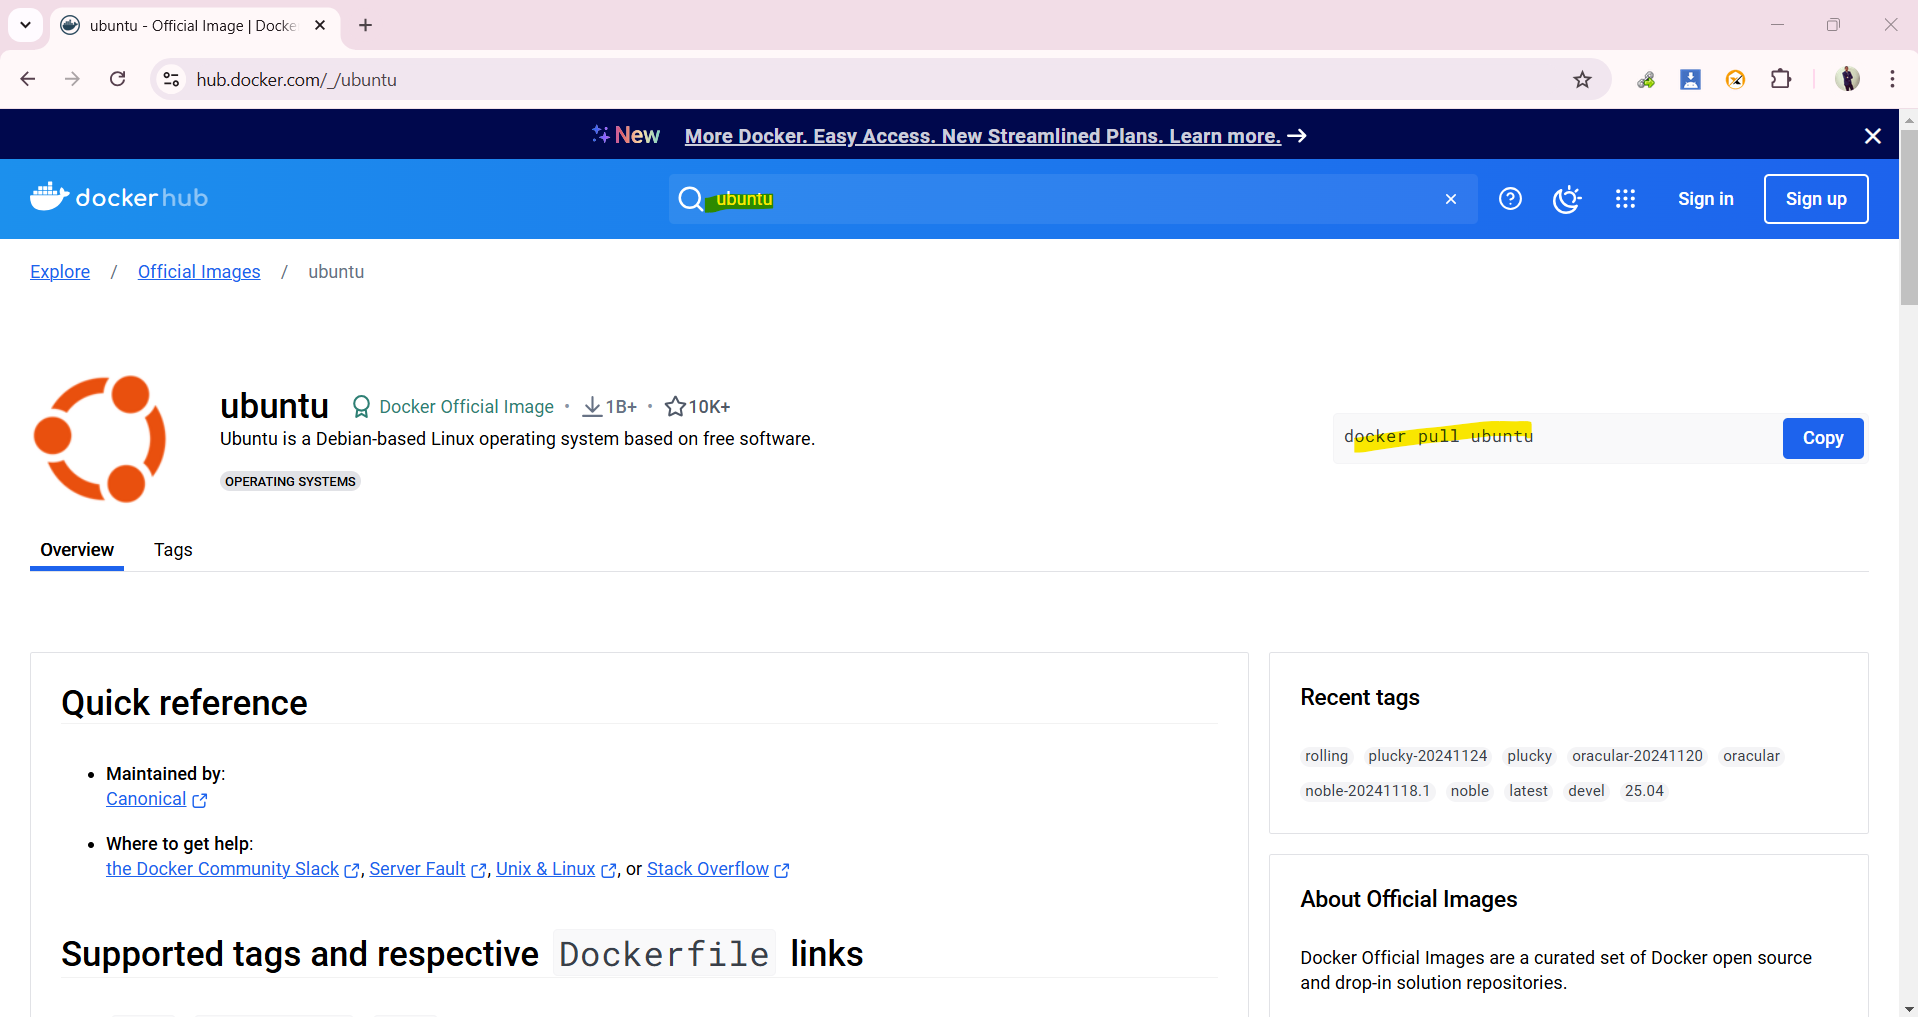 ubuntu - Official Image | Docke
hub.docker.com/_/ubuntu
New More Docker. Easy Access. New Streamlined Plans. Learn more.
dockerhub ubuntu Sign in Sign up
Explore / Official Images / ubuntu
ubuntu Docker Official Image • 1B+ • 10K+
Ubuntu is a Debian-based Linux operating system based on free software.
OPERATING SYSTEMS
docker pull ubuntu Copy
Overview Tags
Quick reference
• Maintained by:
Canonical
• Where to get help:
the Docker Community Slack, Server Fault, Unix & Linux, or Stack Overflow
Supported tags and respective Dockerfile links
Recent tags
rolling plucky-20241124 plucky oracular-20241120 oracular
noble-20241118.1 noble latest devel 25.04
About Official Images
Docker Official Images are a curated set of Docker open source
and drop-in solution repositories.